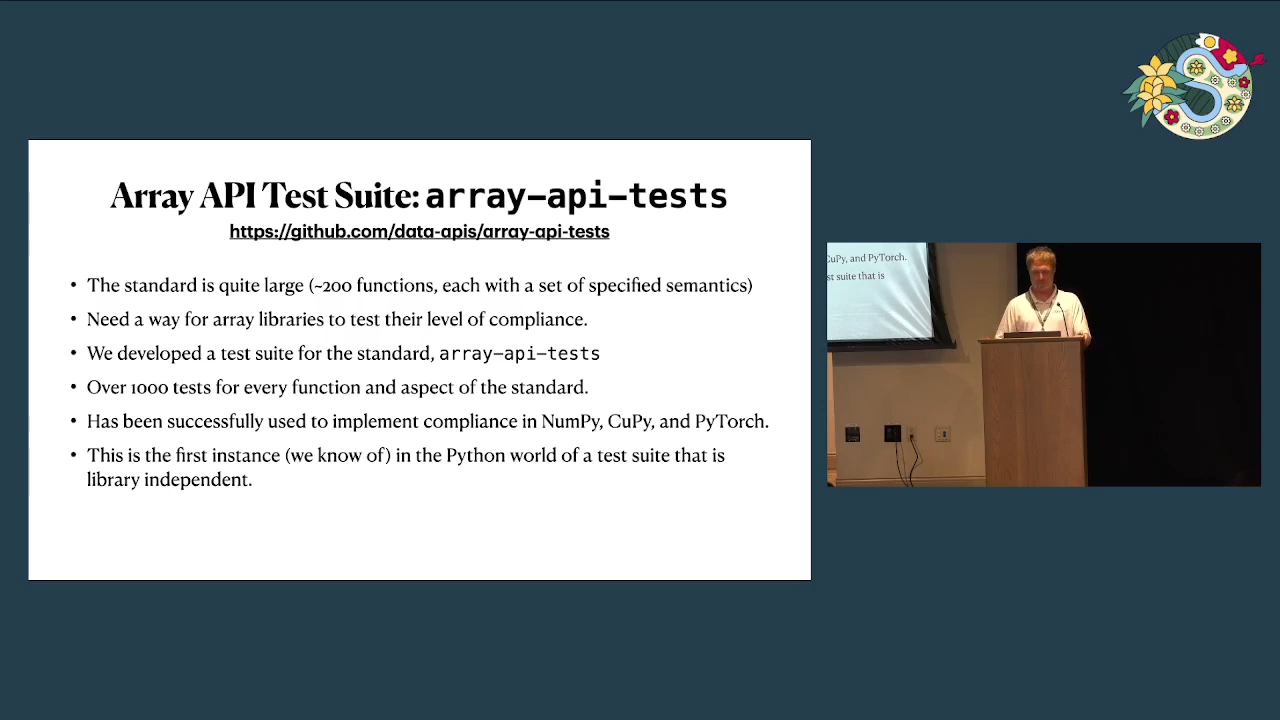 Array API Test Suite: array-api-tests
https://github.com/data-apis/array-api-tests
• The standard is quite large (~200 functions, each with a set of specified semantics)
• Need a way for array libraries to test their level of compliance.
• We developed a test suite for the standard, array-api-tests
• Over 1000 tests for every function and aspect of the standard.
• Has been successfully used to implement compliance in NumPy, CuPy, and PyTorch.
• This is the first instance (we know of) in the Python world of a test suite that is
library independent.
CuPy, and PyTorch.
st suite that is